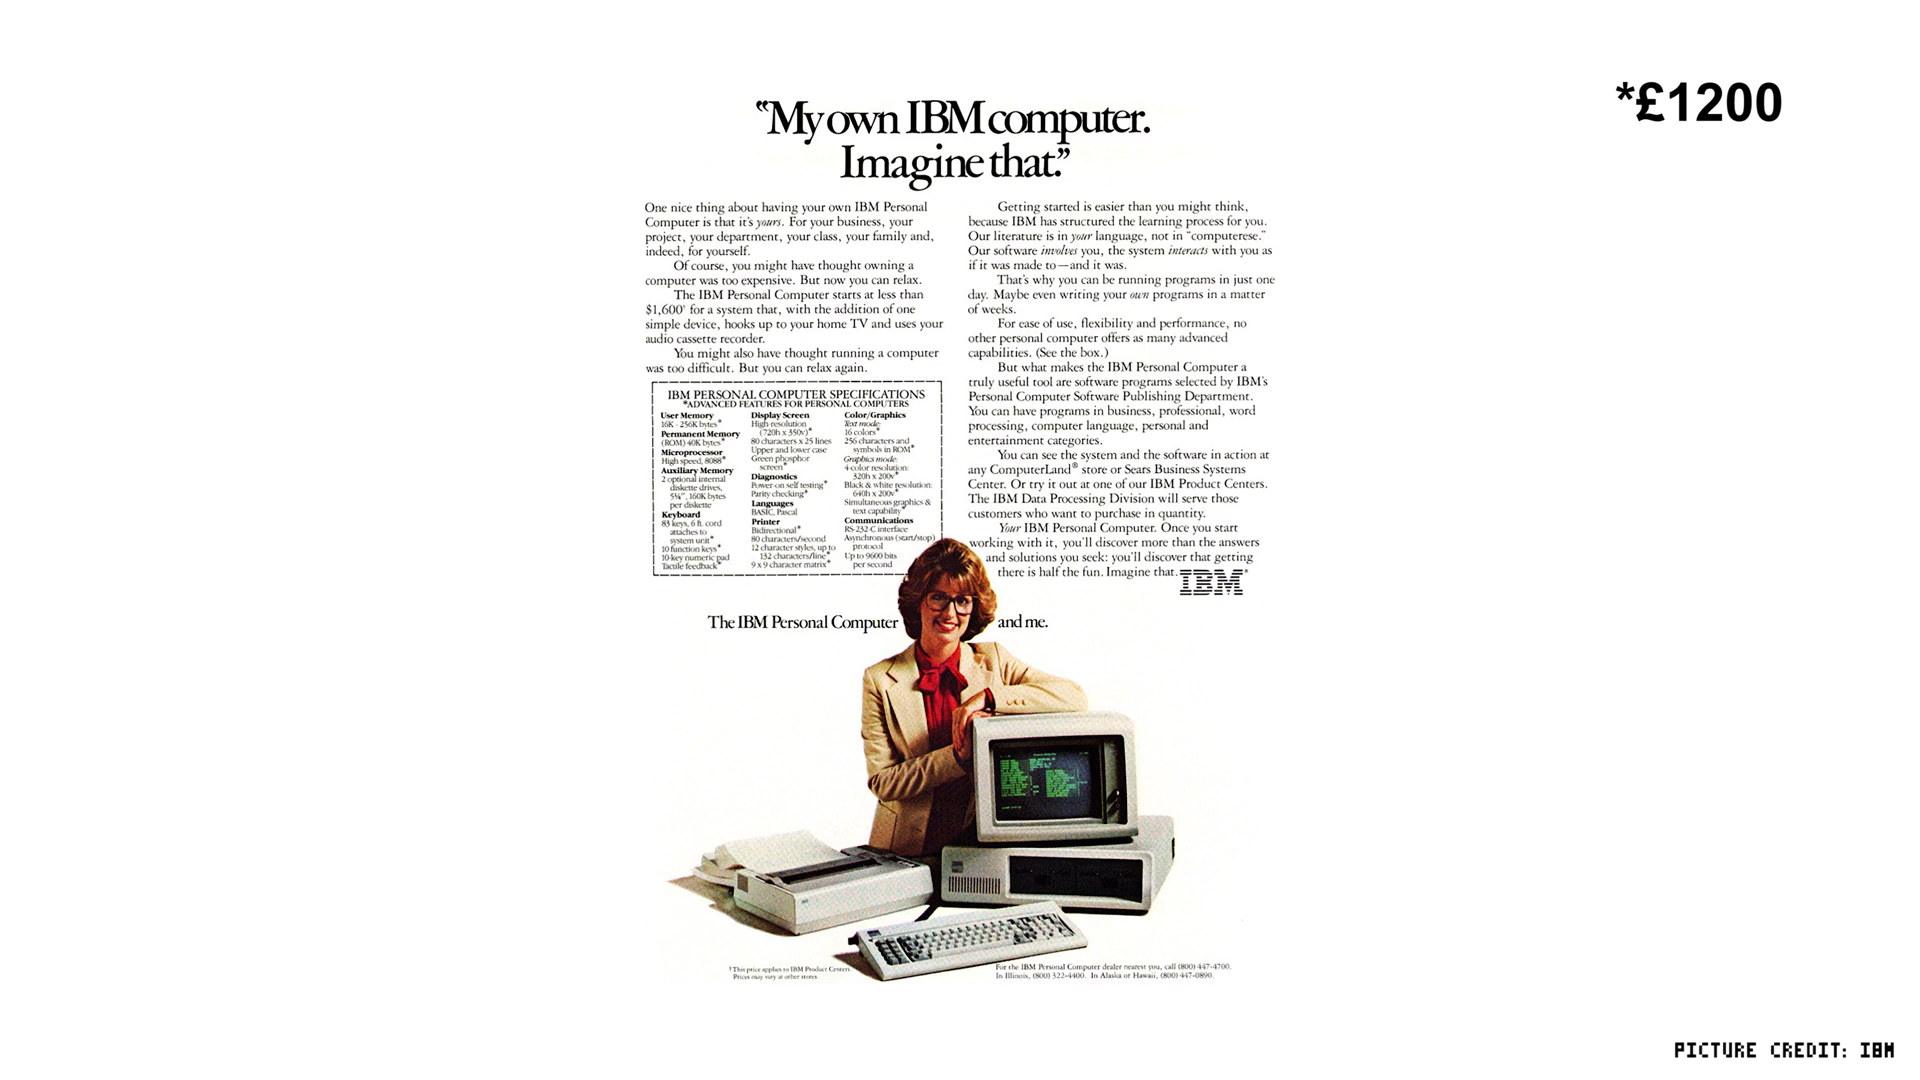 *£1200
“My own IBM computer.
Imagine that.”
One nice thing about having your own IBM Personal
Computer is that it's yours. For your business, your
project, your department, your class, your family and,
indeed, for yourself.
Of course, you might have thought owning a
computer was too expensive. But now you can relax.
The IBM Personal Computer starts at less than
$1,600† for a system that, with the addition of one
simple device, hooks up to your home TV and uses your
audio cassette recorder.
You might also have thought running a computer
was too difficult. But you can relax again.
IBM PERSONAL COMPUTER SPECIFICATIONS
*ADVANCED FEATURES FOR PERSONAL COMPUTERS
User Memory
16K - 256K bytes*
Permanent Memory
(ROM) 40K bytes*
Microprocessor
High speed, 8088*
Auxiliary Memory
2 optional internal
diskette drives,
5¼", 160K bytes
per diskette
Keyboard
83 keys, 6 ft. cord
attaches to
system unit*
10 function keys*
10-key numeric pad
Tactile feedback*
Display Screen
High-resolution
(720h x 350v)*
80 characters x 25 lines
Upper and lower case
Green phosphor
screen*
Diagnostics
Power-on self testing*
Parity checking*
Languages
BASIC, Pascal
Printer
Bidirectional*
80 characters/second
12 character styles, up to
132 characters/line*
9 x 9 character matrix*
Color/Graphics
Text mode:
16 colors*
256 characters and
symbols in ROM*
Graphics mode:
4-color resolution:
320h x 200v*
Black & white resolution:
640h x 200v*
Simultaneous graphics &
text capability*
Communications
RS-232-C interface
Asynchronous (start/stop)
protocol
Up to 9600 bits
per second
Getting started is easier than you might think,
because IBM has structured the learning process for you.
Our literature is in your language, not in “computerese.”
Our software involves you, the system interacts with you as
if it was made to—and it was.
That's why you can be running programs in just one
day. Maybe even writing your own programs in a matter
of weeks.
For ease of use, flexibility and performance, no
other personal computer offers as many advanced
capabilities. (See the box.)
But what makes the IBM Personal Computer a
truly useful tool are software programs selected by IBM's
Personal Computer Software Publishing Department.
You can have programs in business, professional, word
processing, computer language, personal and
entertainment categories.
You can see the system and the software in action at
any ComputerLand® store or Sears Business Systems
Center. Or try it out at one of our IBM Product Centers.
The IBM Data Processing Division will serve those
customers who want to purchase in quantity.
Your IBM Personal Computer. Once you start
working with it, you'll discover more than the answers
and solutions you seek: you'll discover that getting
there is half the fun. Imagine that.
IBM®
The IBM Personal Computer and me.
†This price applies to IBM Product Centers.
Prices may vary at other stores.
For the IBM Personal Computer dealer nearest you, call (800) 447-4700.
In Illinois, (800) 322-4400. In Alaska or Hawaii, (800) 447-0890.
PICTURE CREDIT: IBM